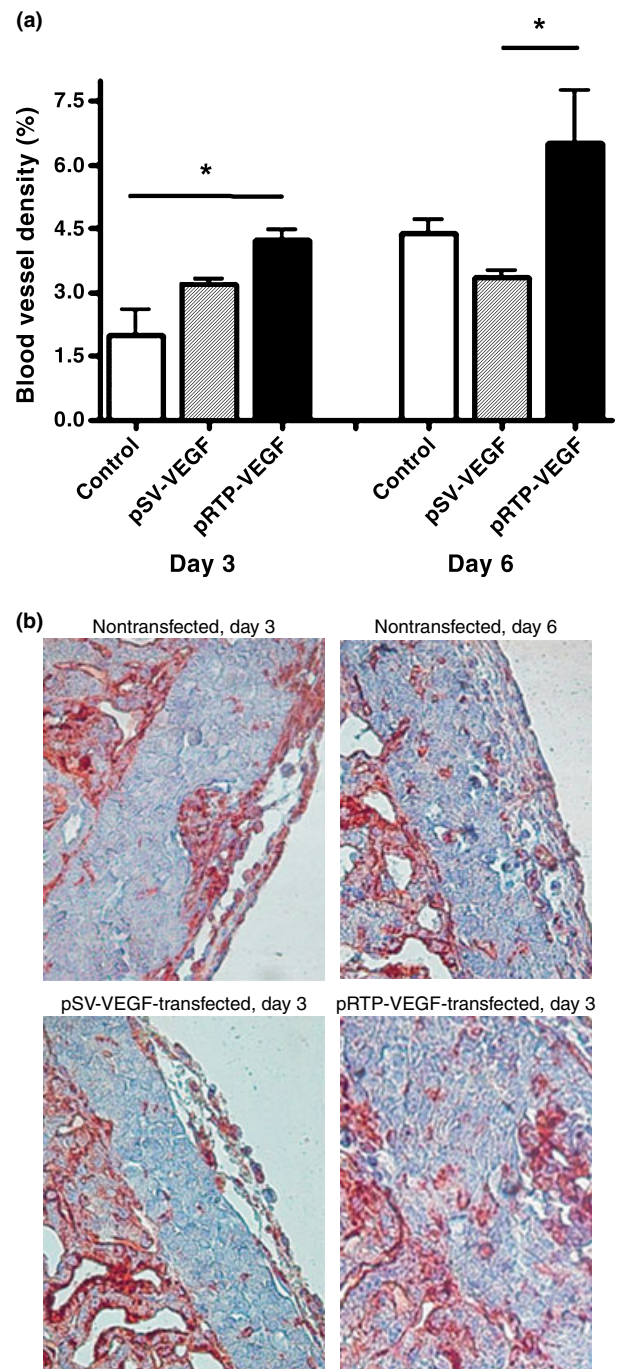 (a)
*
*
Blood vessel density (%)
7.5
6.0
4.5
3.0
1.5
0.0
Control
pSV-VEGF
pRTP-VEGF
Control
pSV-VEGF
pRTP-VEGF
Day 3
Day 6
(b)
Nontransfected, day 3
Nontransfected, day 6
pSV-VEGF-transfected, day 3
pRTP-VEGF-transfected, day 3